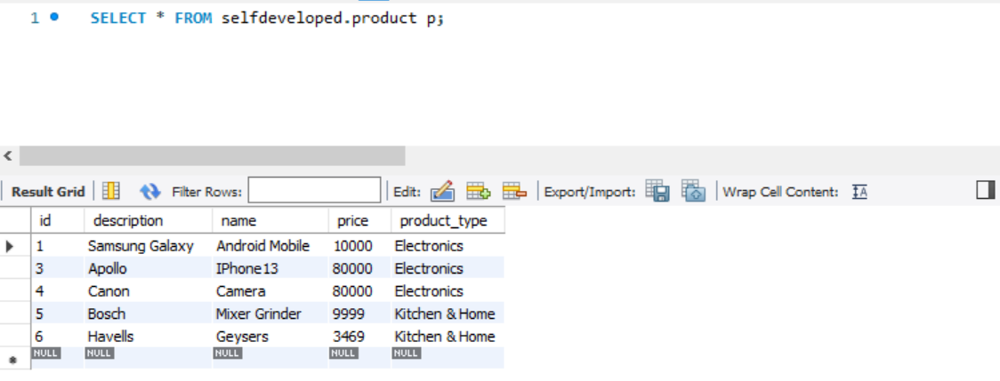 1 SELECT * FROM selfdeveloped.product p;
Result Grid Filter Rows: Edit: Export/Import: Wrap Cell Content: IA
id description name price product_type
1 Samsung Galaxy Android Mobile 10000 Electronics
3 Apollo IPhone13 80000 Electronics
4 Canon Camera 80000 Electronics
5 Bosch Mixer Grinder 9999 Kitchen & Home
6 Havells Geysers 3469 Kitchen & Home
NULL NULL NULL NULL NULL